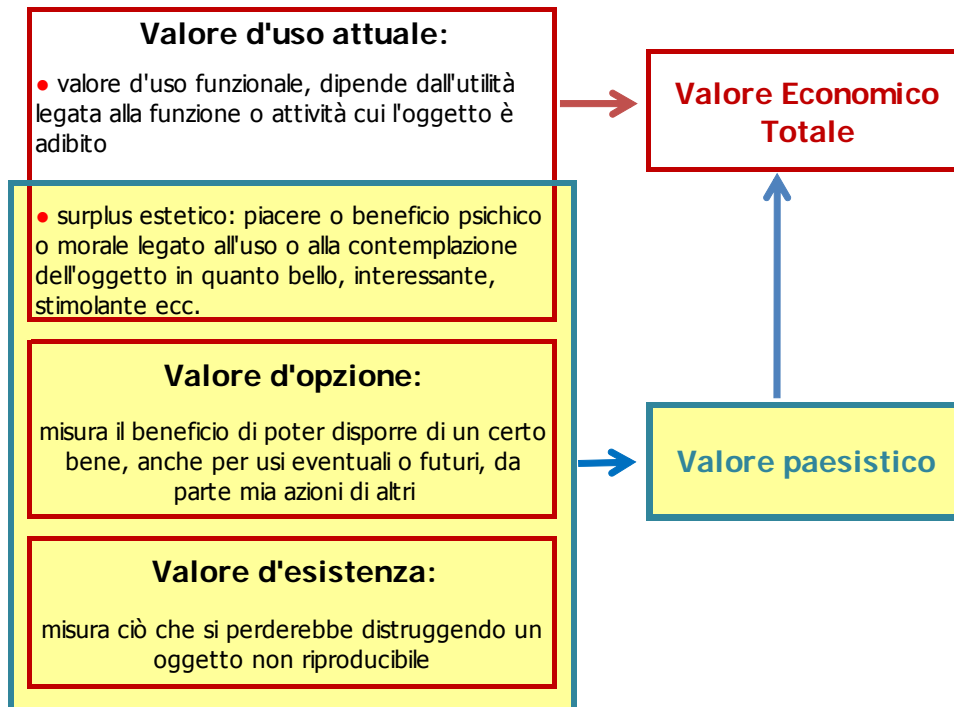 Valore d'uso attuale:
● valore d'uso funzionale, dipende dall'utilità
legata alla funzione o attività cui l'oggetto è
adibito
● surplus estetico: piacere o beneficio psichico
o morale legato all'uso o alla contemplazione
dell'oggetto in quanto bello, interessante,
stimolante ecc.
Valore d'opzione:
misura il beneficio di poter disporre di un certo
bene, anche per usi eventuali o futuri, da
parte mia azioni di altri
Valore d'esistenza:
misura ciò che si perderebbe distruggendo un
oggetto non riproducibile
Valore Economico
Totale
Valore paesistico